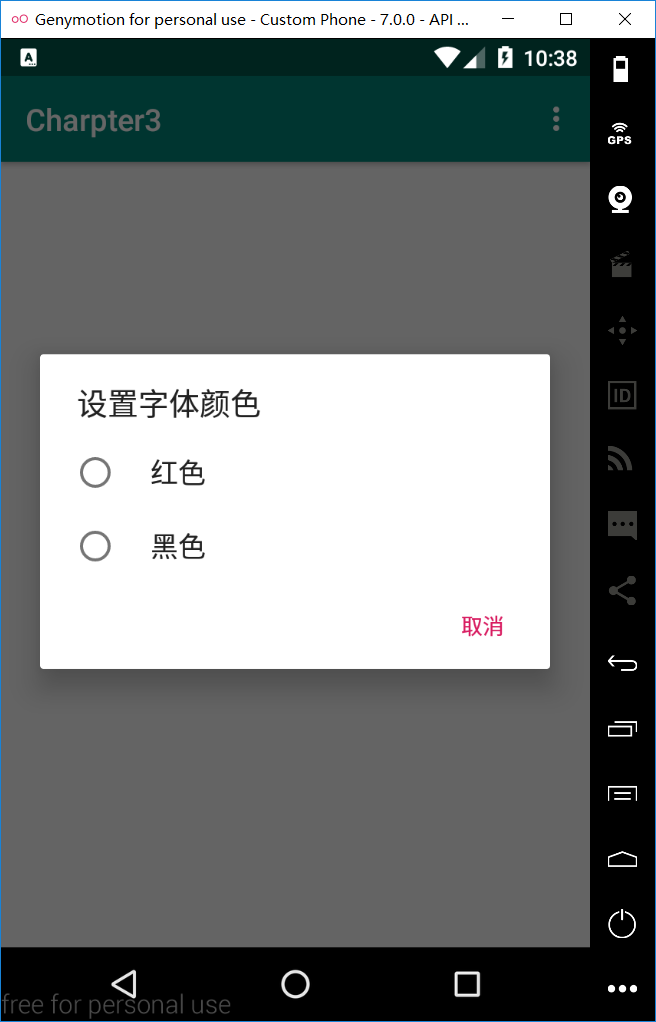 Genymotion for personal use - Custom Phone - 7.0.0 - API ...
A
10:38
Charpter3
GPS
设置字体颜色
ID
红色
黑色
取消
free for personal use